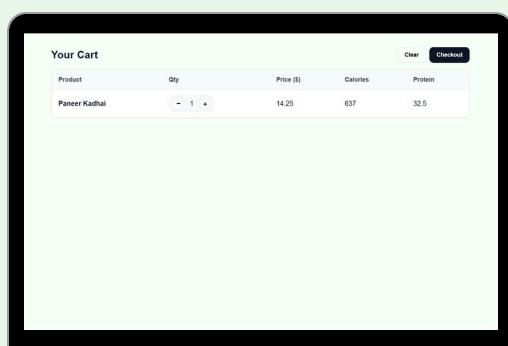 Your Cart Clear Checkout
Product Qty Price ($) Calories Protein
Paneer Kadhai - 1 + 14.25 637 32.5